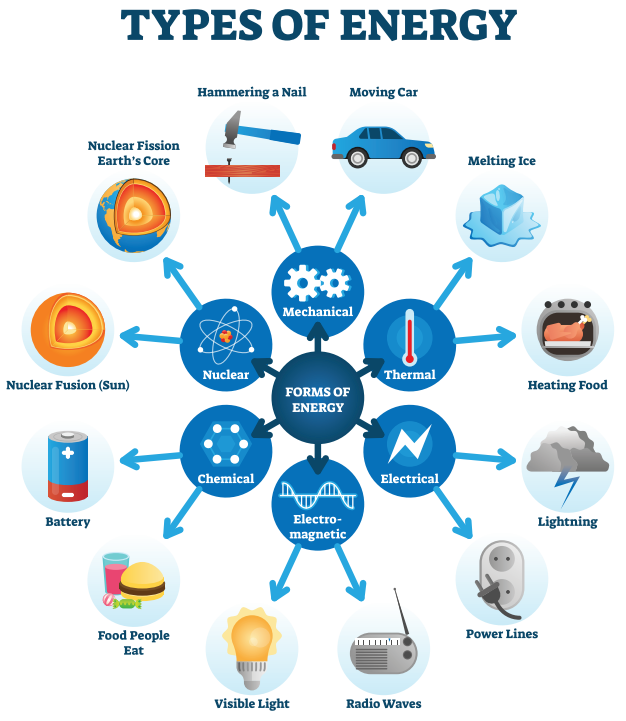 TYPES OF ENERGY
Hammering a Nail
Moving Car
Nuclear Fission
Earth's Core
Melting Ice
Mechanical
Nuclear
Thermal
Nuclear Fusion (Sun)
Heating Food
FORMS OF
ENERGY
Chemical
Electrical
Battery
Lightning
Electro-
magnetic
Food People
Eat
Power Lines
Visible Light
Radio Waves